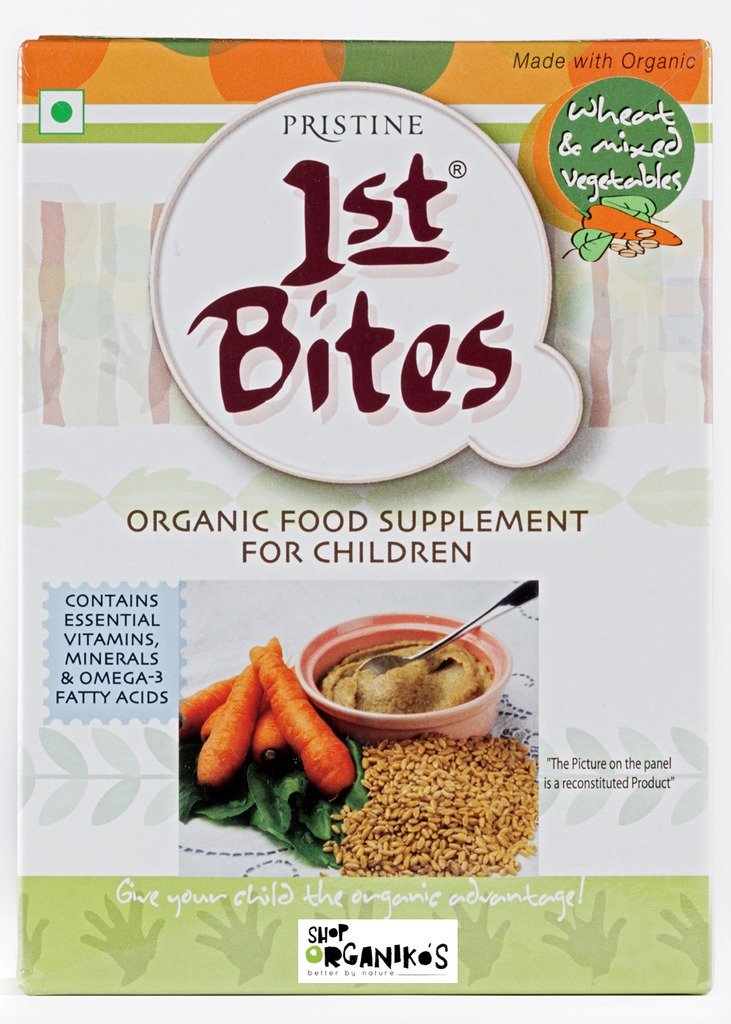 Made with Organic
Wheat
& mixed
Vegetables
PRISTINE
1st®
Bites
ORGANIC FOOD SUPPLEMENT
FOR CHILDREN
CONTAINS
ESSENTIAL
VITAMINS,
MINERALS
& OMEGA-3
FATTY ACIDS
"The Picture on the panel
is a reconstituted Product"
Give your child the organic advantage!
SHOP
ORGANIKO'S
better by nature